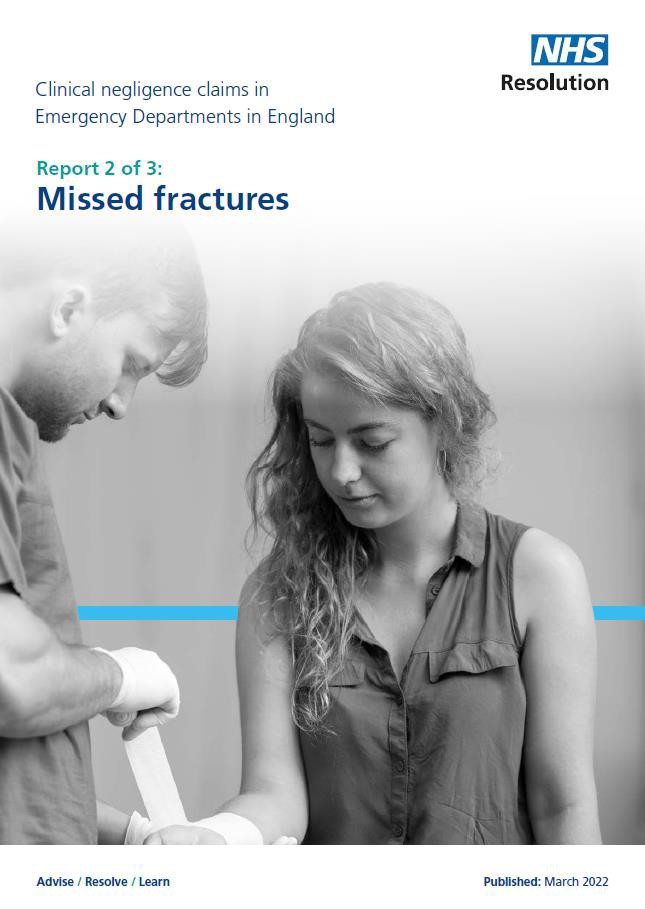 NHS
Resolution
Clinical negligence claims in
Emergency Departments in England
Report 2 of 3:
Missed fractures
Advise / Resolve / Learn
Published: March 2022